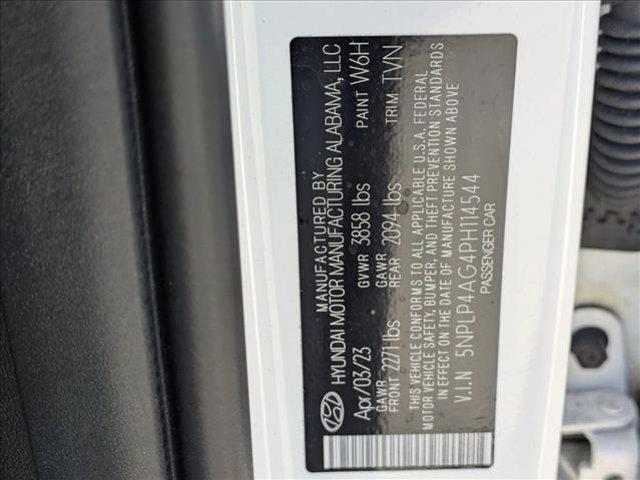 MANUFACTURED BY
HYUNDAI MOTOR MANUFACTURING ALABAMA, LLC
Apr/03/23 GVWR 3858 lbs PAINT W6H
GAWR FRONT 2271 lbs GAWR REAR 2094 lbs TRIM TVN
THIS VEHICLE CONFORMS TO ALL APPLICABLE U.S.A. FEDERAL
MOTOR VEHICLE SAFETY, BUMPER, AND THEFT PREVENTION STANDARDS
IN EFFECT ON THE DATE OF MANUFACTURE SHOWN ABOVE
V.I.N 5NPLP4AG4PH114544
PASSENGER CAR